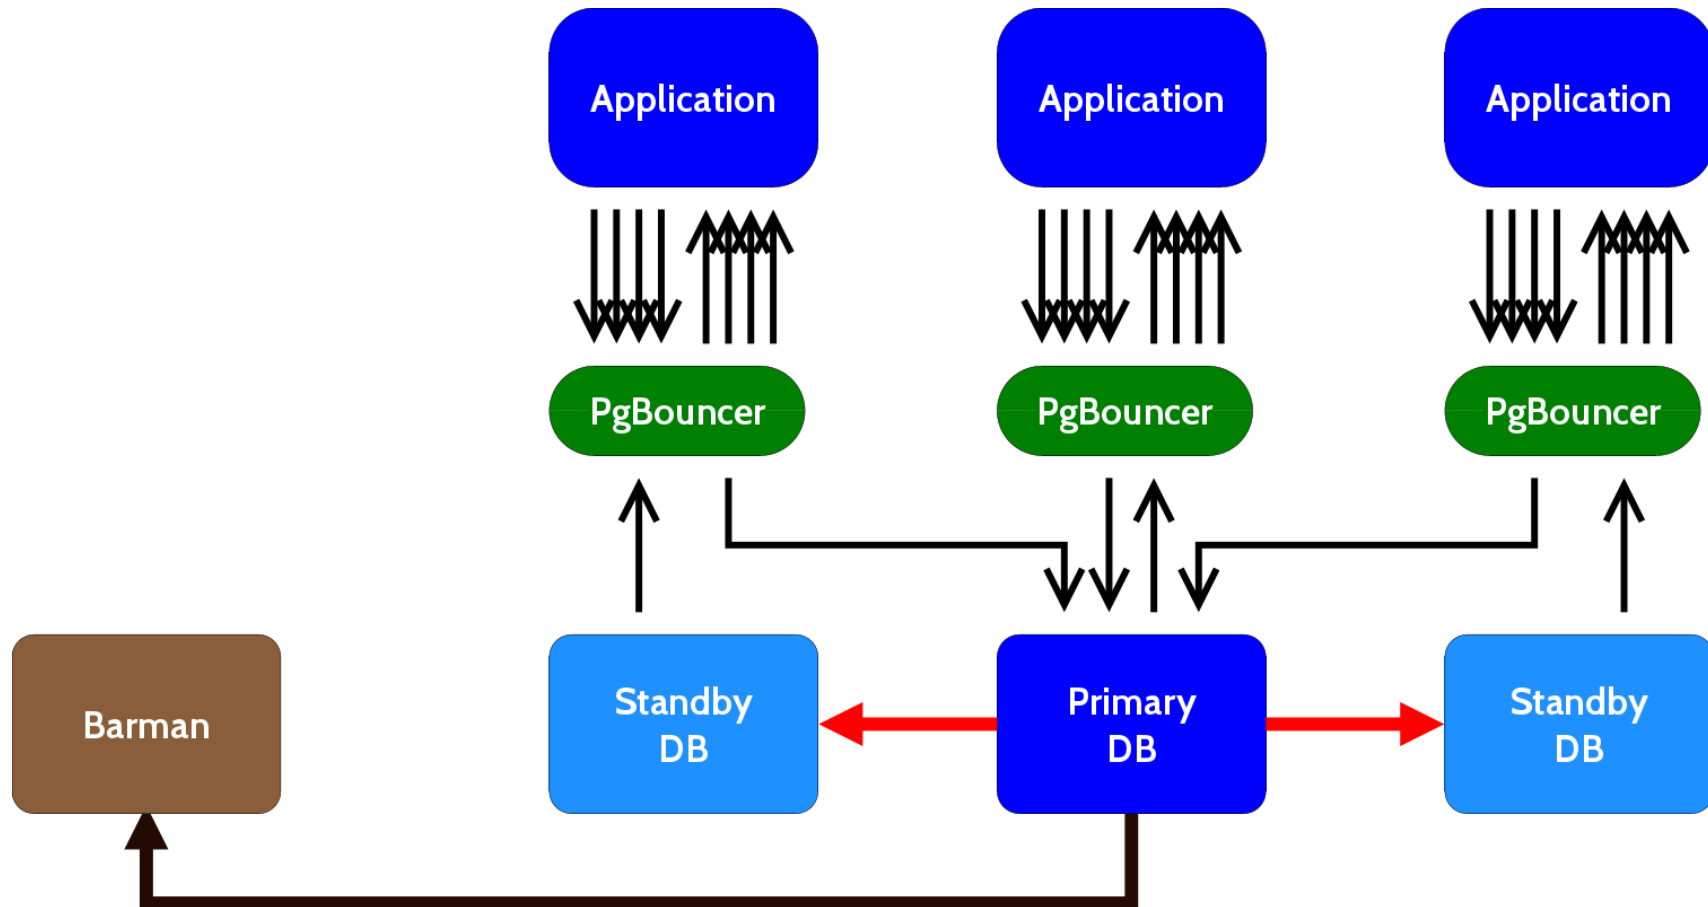 Application
Application
Application
PgBouncer
PgBouncer
PgBouncer
Barman
Standby
DB
Primary
DB
Standby
DB